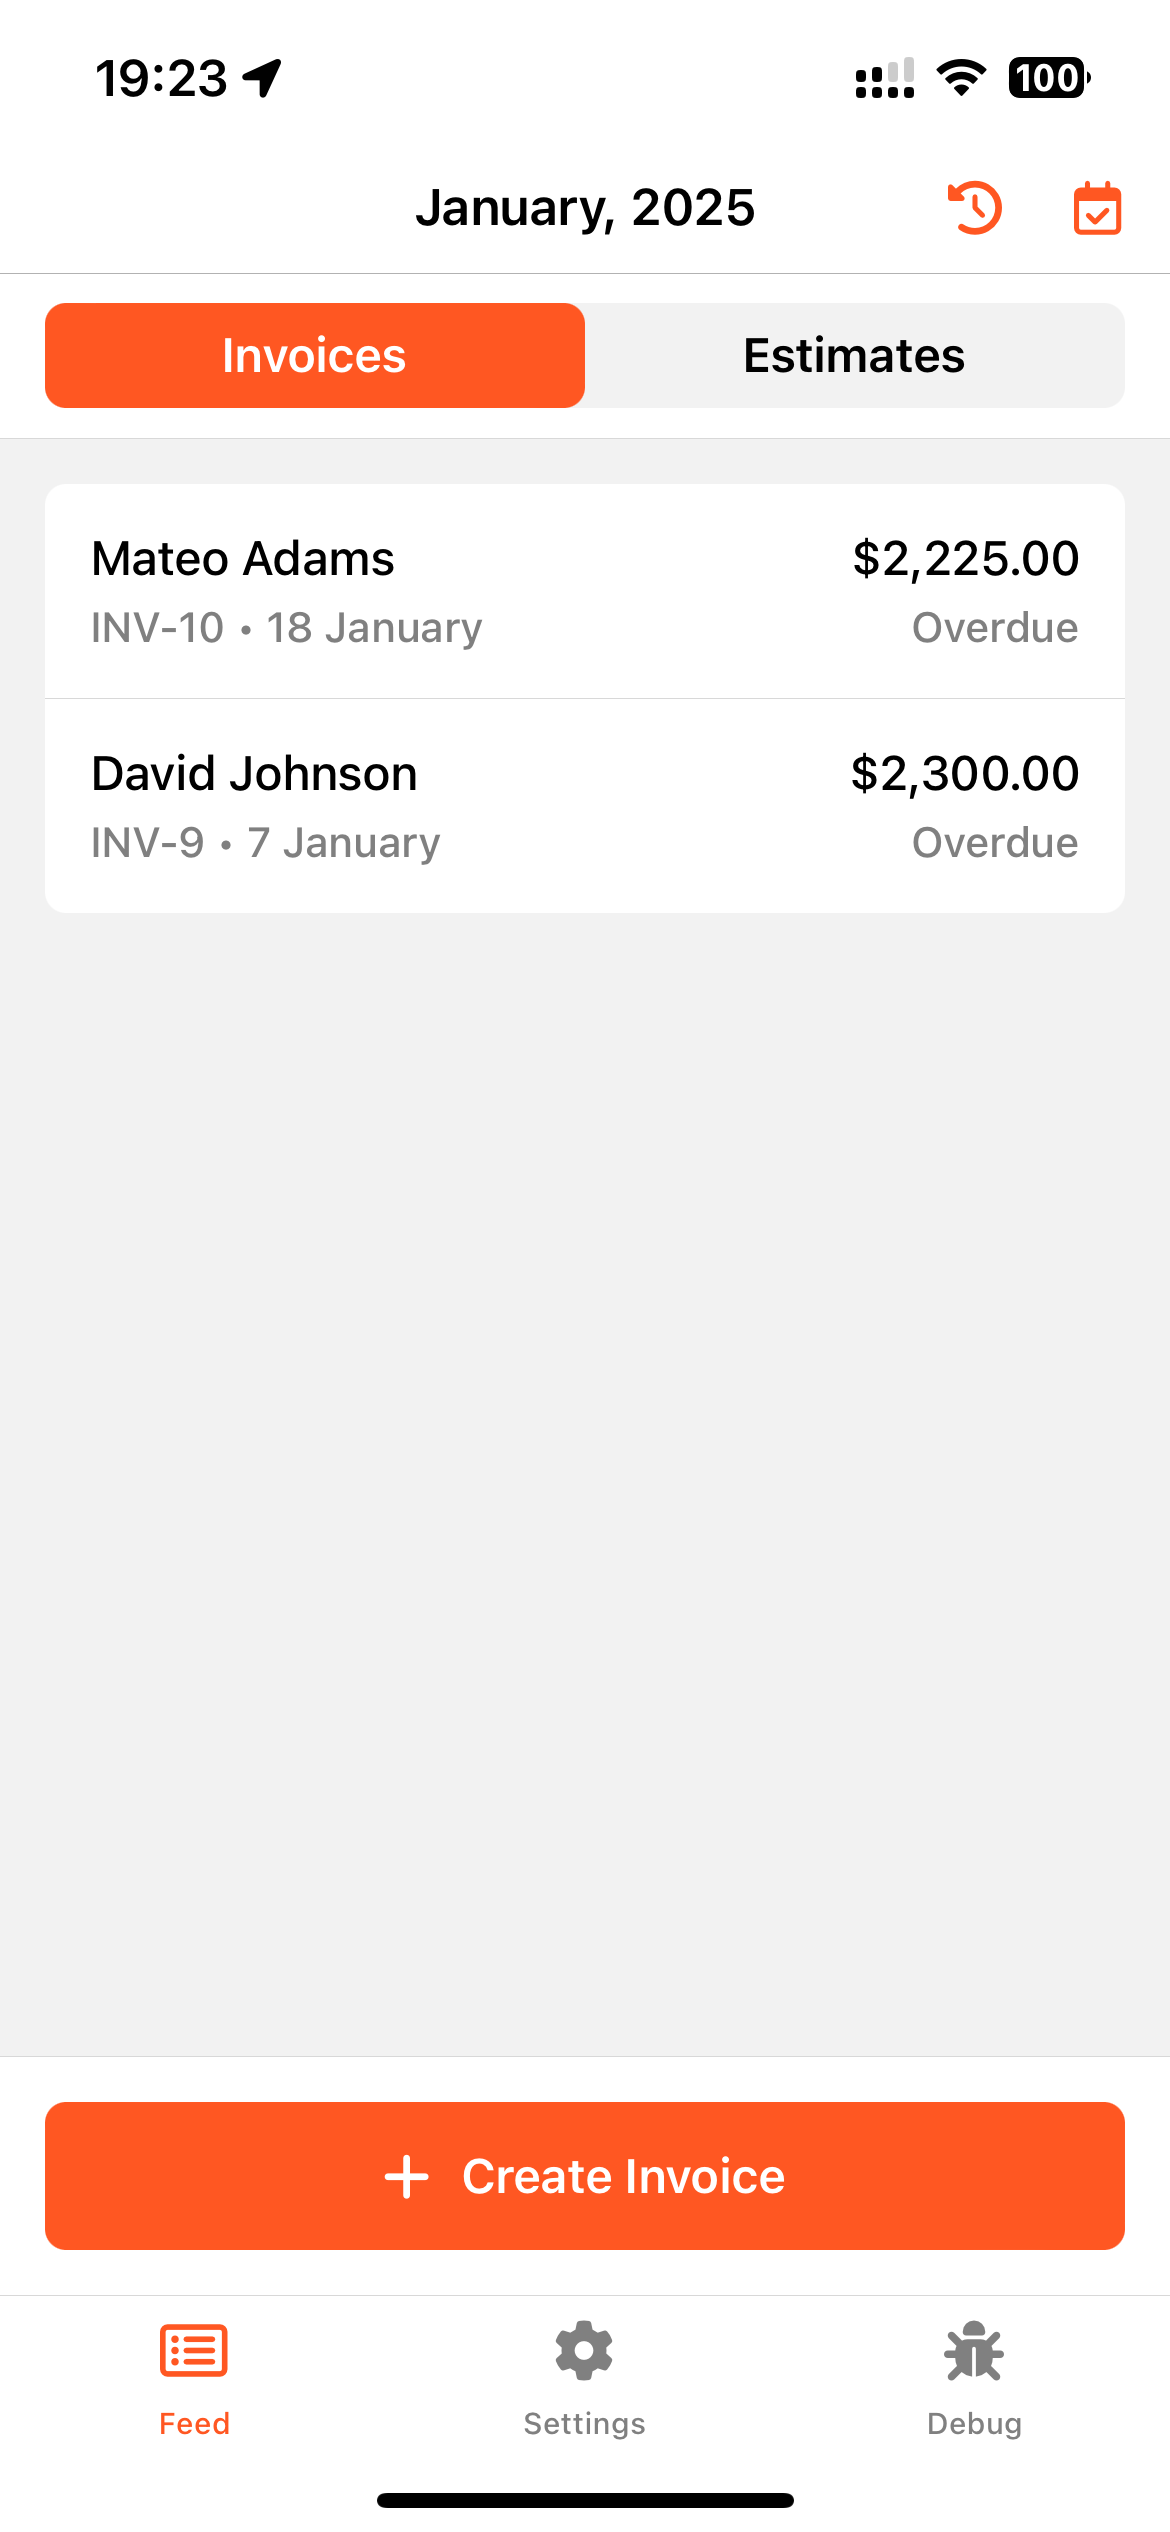 19:23
100
January, 2025
Invoices
Estimates
Mateo Adams
$2,225.00
INV-10 • 18 January
Overdue
David Johnson
$2,300.00
INV-9 • 7 January
Overdue
Create Invoice
Feed
Settings
Debug